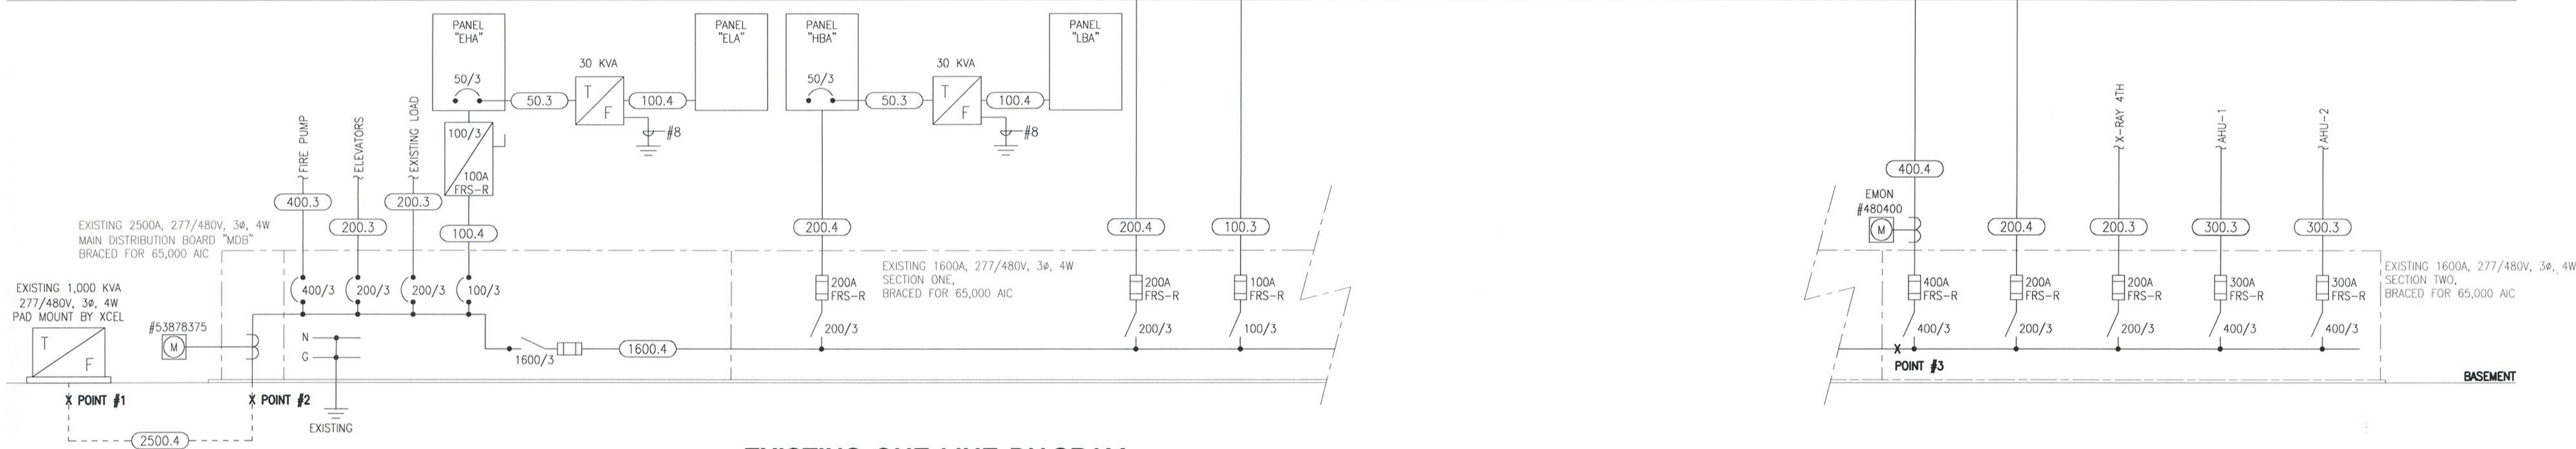 PANEL
"EHA"
50/3
50.3
30 KVA
T
F
100.4
#8
PANEL
"ELA"
PANEL
"HBA"
50/3
50.3
30 KVA
T
F
100.4
#8
PANEL
"LBA"
FIRE PUMP
ELEVATORS
EXISTING LOAD
100/3
100A
FRS-R
400.3
200.3
200.3
100.4
EXISTING 2500A, 277/480V, 3ø, 4W
MAIN DISTRIBUTION BOARD "MDB"
BRACED FOR 65,000 AIC
400/3
200/3
200/3
100/3
EXISTING 1,000 KVA
277/480V, 3ø, 4W
PAD MOUNT BY XCEL
T
F
#53878375
M
N
G
1600/3
1600.4
X POINT #1
X POINT #2
EXISTING
2500.4
200.4
200.4
100.3
200A
FRS-R
200/3
EXISTING 1600A, 277/480V, 3ø, 4W
SECTION ONE,
BRACED FOR 65,000 AIC
200A
FRS-R
200/3
100A
FRS-R
100/3
X-RAY 4TH
AHU-1
AHU-2
400.4
EMON
#480400
M
200.4
200.3
300.3
300.3
400A
FRS-R
400/3
200A
FRS-R
200/3
200A
FRS-R
200/3
300A
FRS-R
400/3
300A
FRS-R
400/3
EXISTING 1600A, 277/480V, 3ø, 4W
SECTION TWO,
BRACED FOR 65,000 AIC
X
POINT #3
BASEMENT
EXISTING ONE-LINE DIAGRAM